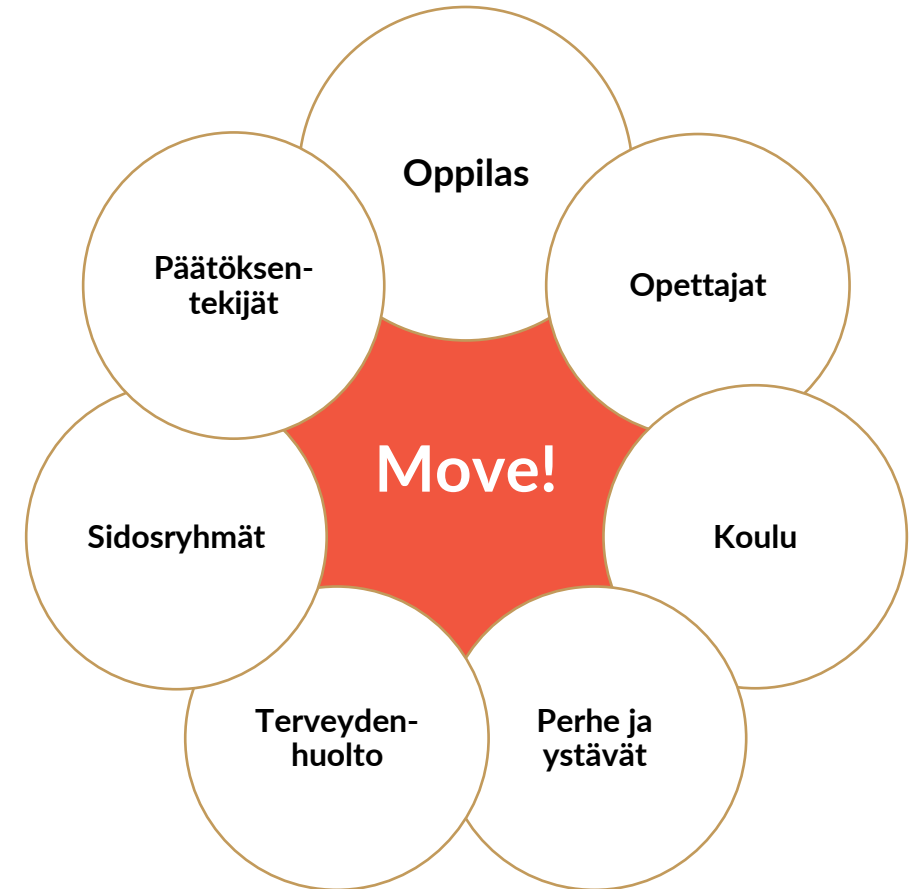 Oppilas
Opettajat
Koulu
Perhe ja
ystävät
Terveyden-
huolto
Sidosryhmät
Päätöksen-
tekijät
Move!